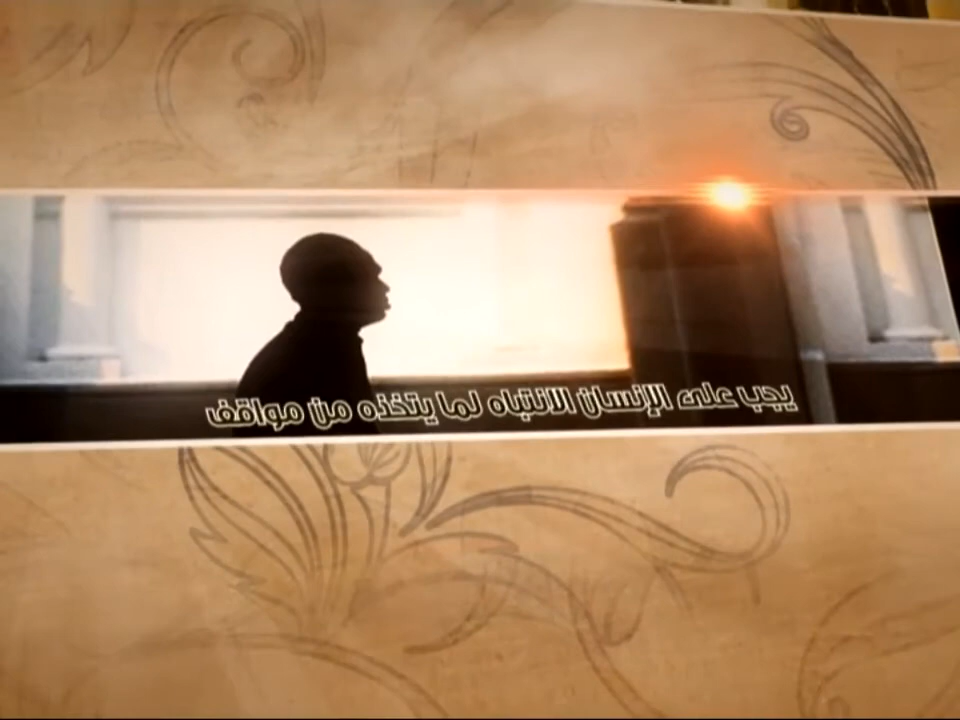 يجب على الإنسان الانتباه لما يتخذه من مواقف